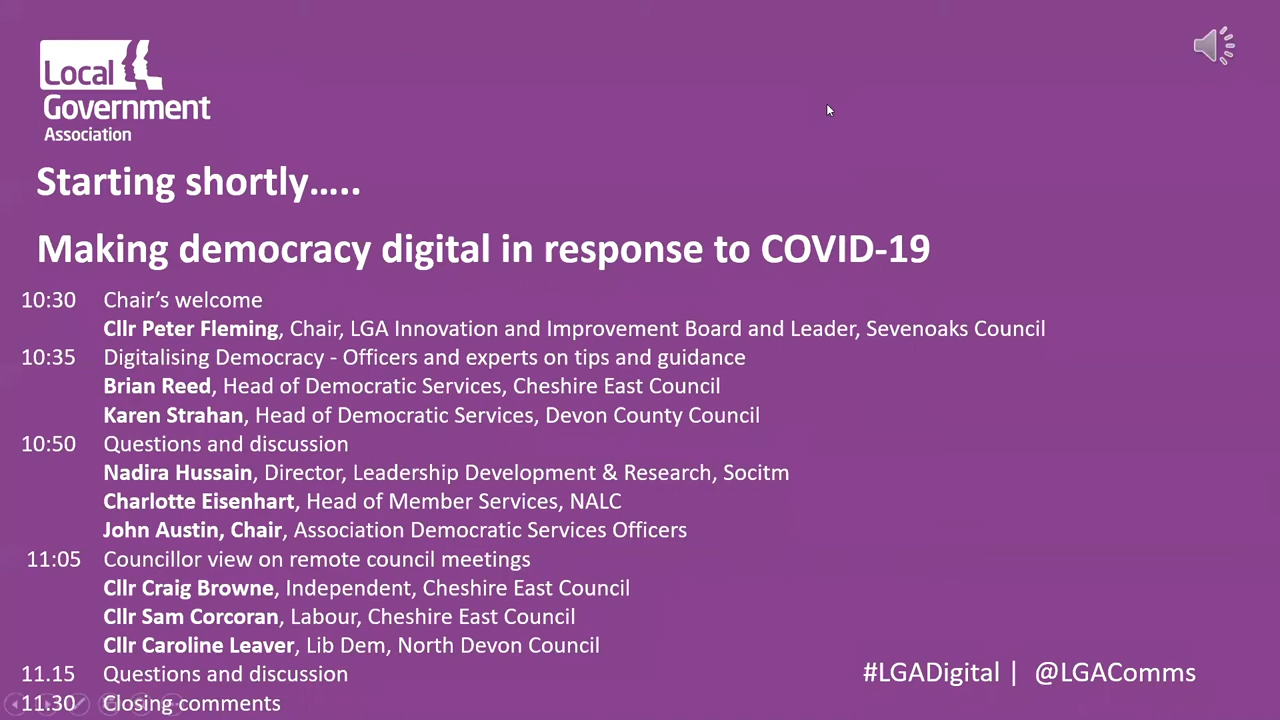 Local
Government
Association
Starting shortly.....
Making democracy digital in response to COVID-19
10:30 Chair's welcome
Cllr Peter Fleming, Chair, LGA Innovation and Improvement Board and Leader, Sevenoaks Council
10:35 Digitalising Democracy - Officers and experts on tips and guidance
Brian Reed, Head of Democratic Services, Cheshire East Council
Karen Strahan, Head of Democratic Services, Devon County Council
10:50 Questions and discussion
Nadira Hussain, Director, Leadership Development & Research, Socitm
Charlotte Eisenhart, Head of Member Services, NALC
John Austin, Chair, Association Democratic Services Officers
11:05 Councillor view on remote council meetings
Cllr Craig Browne, Independent, Cheshire East Council
Cllr Sam Corcoran, Labour, Cheshire East Council
Cllr Caroline Leaver, Lib Dem, North Devon Council
11.15 Questions and discussion
11.30 Closing comments
#LGADigital | @LGAComms